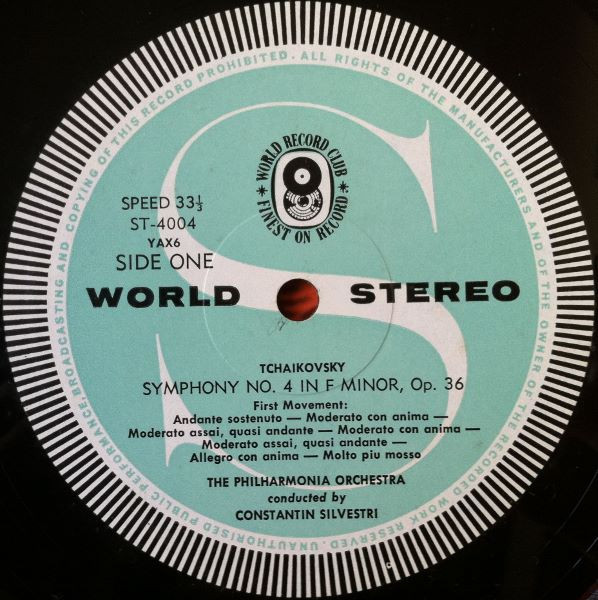 ALL RIGHTS OF THE MANUFACTURERS AND OF THE OWNER OF THE RECORDED WORK RESERVED. UNAUTHORISED PUBLIC PERFORMANCE, BROADCASTING AND COPYING OF THIS RECORD PROHIBITED.
S
WORLD RECORD CLUB
FINEST ON RECORD
SPEED 33⅓
ST-4004
YAX6
SIDE ONE
WORLD STEREO
TCHAIKOVSKY
SYMPHONY NO. 4 IN F MINOR, Op. 36
First Movement:
Andante sostenuto — Moderato con anima —
Moderato assai, quasi andante — Moderato con anima —
Moderato assai, quasi andante —
Allegro con anima — Molto piu mosso
THE PHILHARMONIA ORCHESTRA
conducted by
CONSTANTIN SILVESTRI